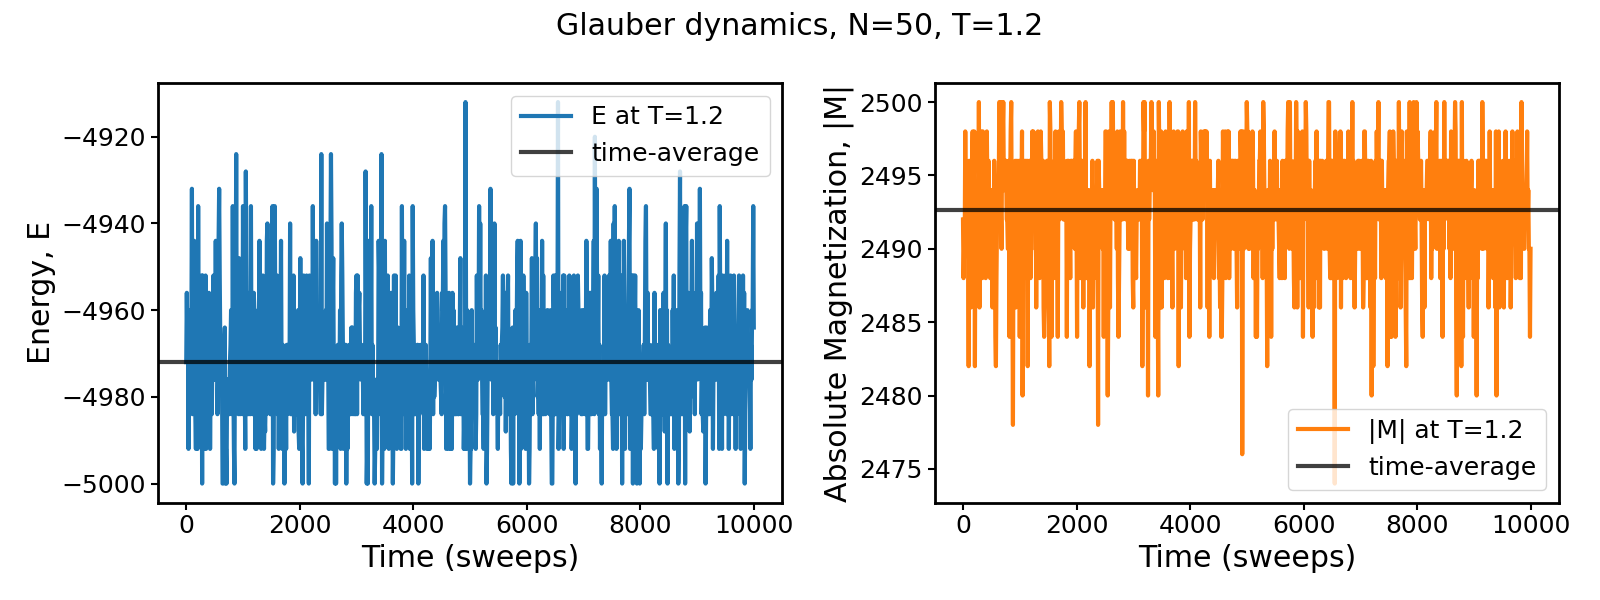 Glauber dynamics, N=50, T=1.2
Energy, E
−4920
−4940
−4960
−4980
−5000
E at T=1.2
time-average
0 2000 4000 6000 8000 10000
Time (sweeps)
Absolute Magnetization, |M|
2500
2495
2490
2485
2480
2475
|M| at T=1.2
time-average
0 2000 4000 6000 8000 10000
Time (sweeps)